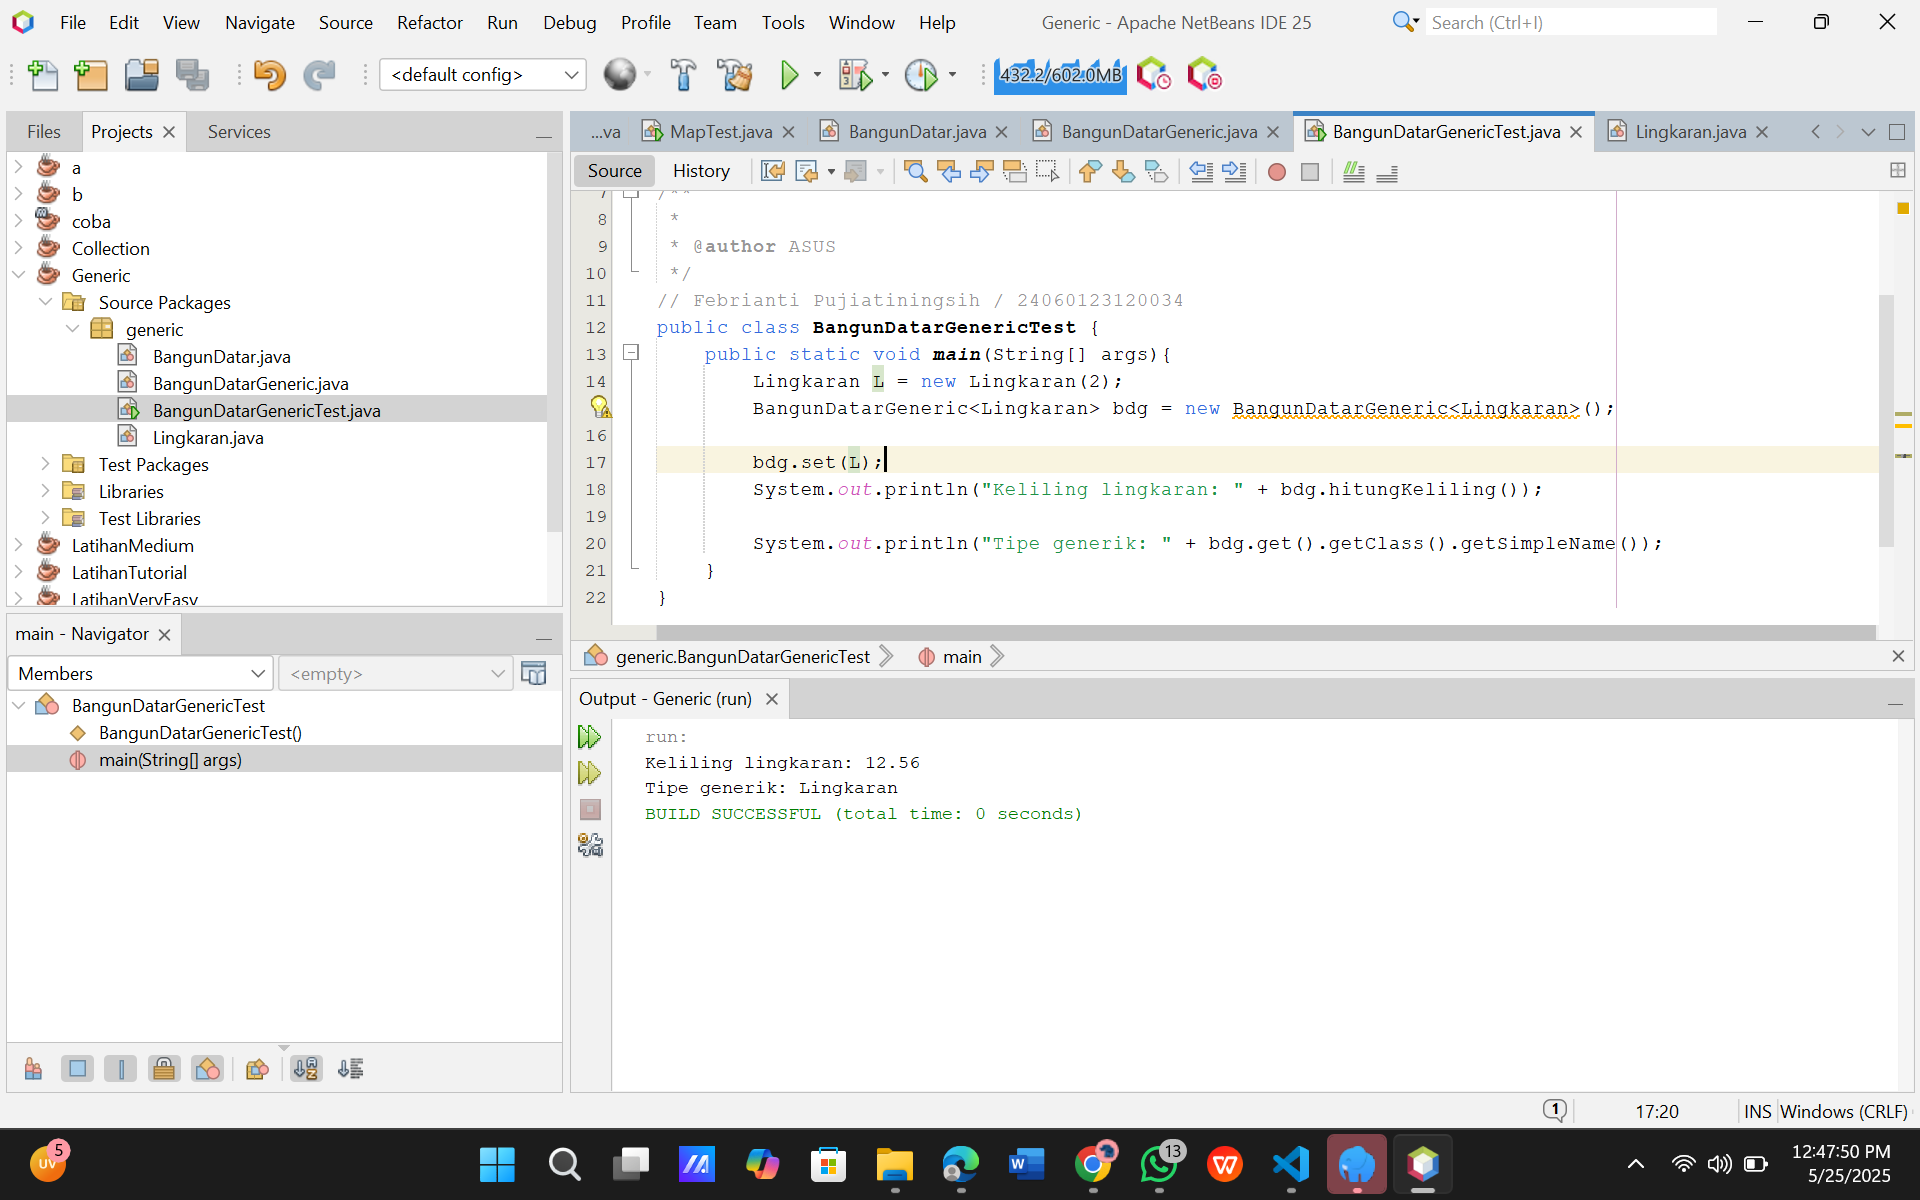 File Edit View Navigate Source Refactor Run Debug Profile Team Tools Window Help
Generic - Apache NetBeans IDE 25
Search (Ctrl+I)
<default config>
432.2/602.0MB
Files Projects Services
a
b
coba
Collection
Generic
Source Packages
generic
BangunDatar.java
BangunDatarGeneric.java
BangunDatarGenericTest.java
Lingkaran.java
Test Packages
Libraries
Test Libraries
LatihanMedium
LatihanTutorial
LatihanVeryEasy
main - Navigator
Members
<empty>
BangunDatarGenericTest
BangunDatarGenericTest()
main(String[] args)
...va MapTest.java BangunDatar.java BangunDatarGeneric.java BangunDatarGenericTest.java Lingkaran.java
Source History
7 /**
8 *
9 * @author ASUS
10 */
11 // Febrianti Pujiatiningsih / 24060123120034
12 public class BangunDatarGenericTest {
13 public static void main(String[] args){
14 Lingkaran L = new Lingkaran(2);
BangunDatarGeneric<Lingkaran> bdg = new BangunDatarGeneric<Lingkaran>();
16
17 bdg.set(L);
18 System.out.println("Keliling lingkaran: " + bdg.hitungKeliling());
19
20 System.out.println("Tipe generik: " + bdg.get().getClass().getSimpleName());
21 }
22 }
generic.BangunDatarGenericTest main
Output - Generic (run)
run:
Keliling lingkaran: 12.56
Tipe generik: Lingkaran
BUILD SUCCESSFUL (total time: 0 seconds)
1
17:20
INS
Windows (CRLF)
UV 5
W
13
12:47:50 PM
5/25/2025